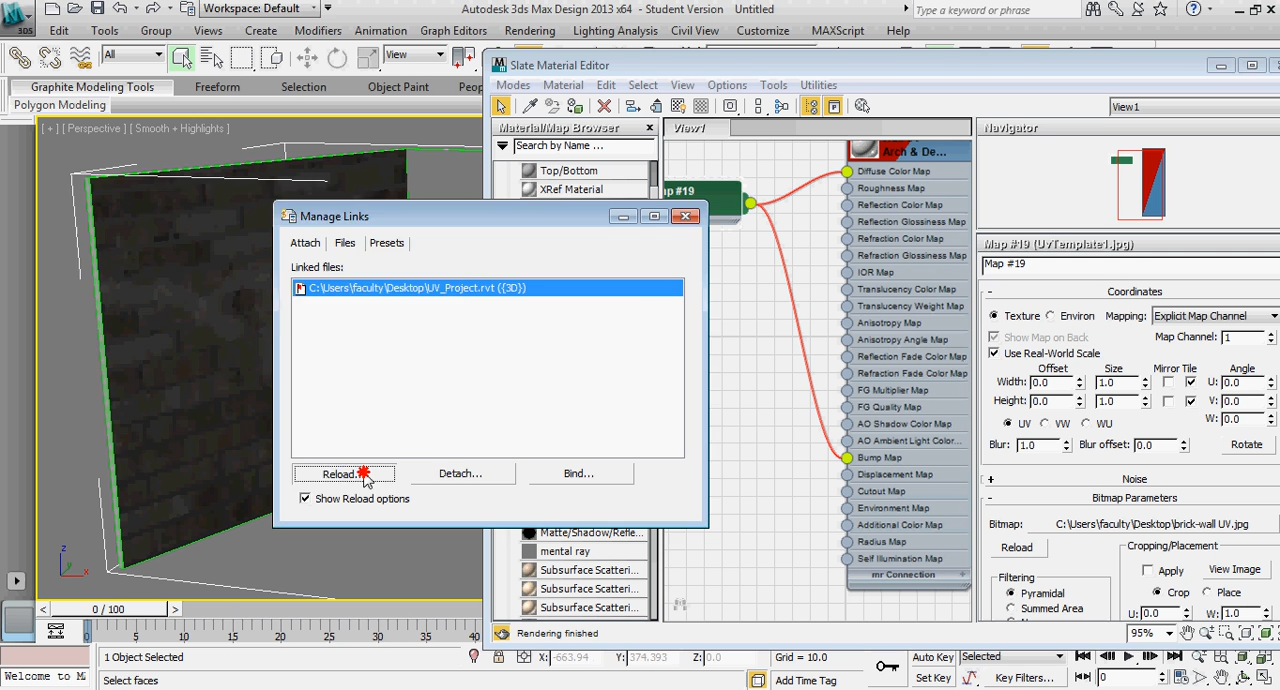 Workspace: Default
Autodesk 3ds Max Design 2013 x64 - Student Version Untitled
Type a keyword or phrase
3DS
Edit Tools Group Views Create Modifiers Animation Graph Editors Rendering Lighting Analysis Civil View Customize MAXScript Help
All
View
Graphite Modeling Tools Freeform Selection Object Paint
Polygon Modeling
[ + ] [ Perspective ] [ Smooth + Highlights ]
Slate Material Editor
Modes Material Edit Select View Options Tools Utilities
View1
Material/Map Browser
Search by Name ...
Top/Bottom
XRef Material
Matte/Shadow/Refle...
mental ray
Subsurface Scatteri...
Subsurface Scatteri...
Subsurface Scatteri...
View1
ap #19
Arch & De...
Diffuse Color Map
Roughness Map
Reflection Color Map
Reflection Glossiness Map
Refraction Color Map
Refraction Glossiness Map
IOR Map
Translucency Color Map
Translucency Weight Map
Anisotropy Map
Anisotropy Angle Map
Reflection Fade Color Map
Refraction Fade Color Map
FG Multiplier Map
FG Quality Map
AO Shadow Color Map
AO Ambient Light Color...
Bump Map
Displacement Map
Cutout Map
Environment Map
Additional Color Map
Radius Map
Self Illumination Map
mr Connection +
Manage Links
Attach Files Presets
Linked files:
C:\Users\faculty\Desktop\UV_Project.rvt ({3D})
Reload... Detach... Bind...
Show Reload options
Navigator
Map #19 (UvTemplate1.jpg)
Map #19
- Coordinates
Texture Environ Mapping: Explicit Map Channel
Show Map on Back Map Channel: 1
Use Real-World Scale
Offset Size Mirror Tile Angle
Width: 0.0 1.0 U: 0.0
Height: 0.0 1.0 V: 0.0
UV VW WU W: 0.0
Blur: 1.0 Blur offset: 0.0 Rotate
+ Noise
- Bitmap Parameters
Bitmap: C:\Users\faculty\Desktop\brick-wall UV.jpg
Reload
Cropping/Placement
Apply View Image
Filtering
Pyramidal
Summed Area
Crop Place
U: 0.0 W: 1.0
Rendering finished
95%
z
x
< 0 / 100 >
0 5 10 15 20 25 30 35 40
1 Object Selected
X: -663.94 Y: 374.393 Z: 0.0 Grid = 10.0
Auto Key Selected
Welcome to M
Select faces
Add Time Tag
Set Key Key Filters... 0